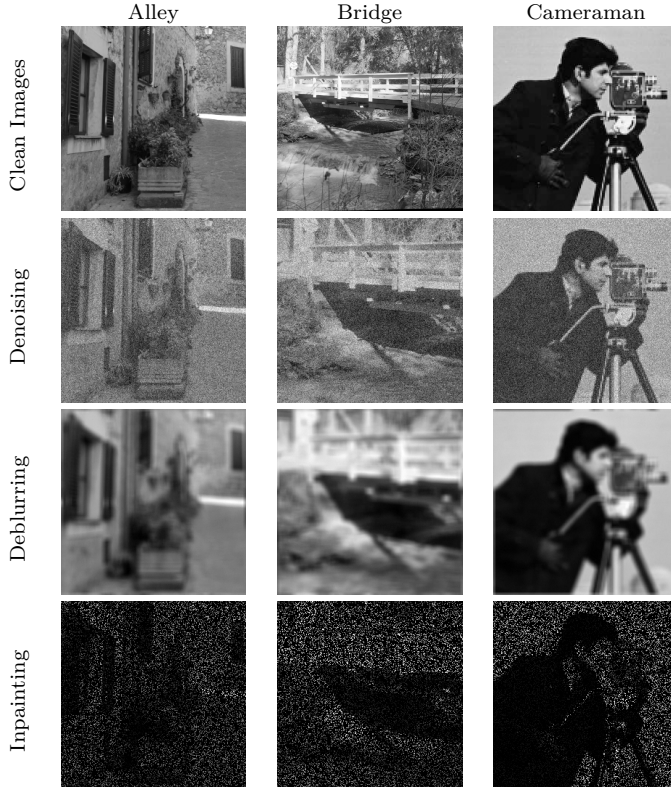 Alley Bridge Cameraman
Clean Images
Denoising
Deblurring
Inpainting